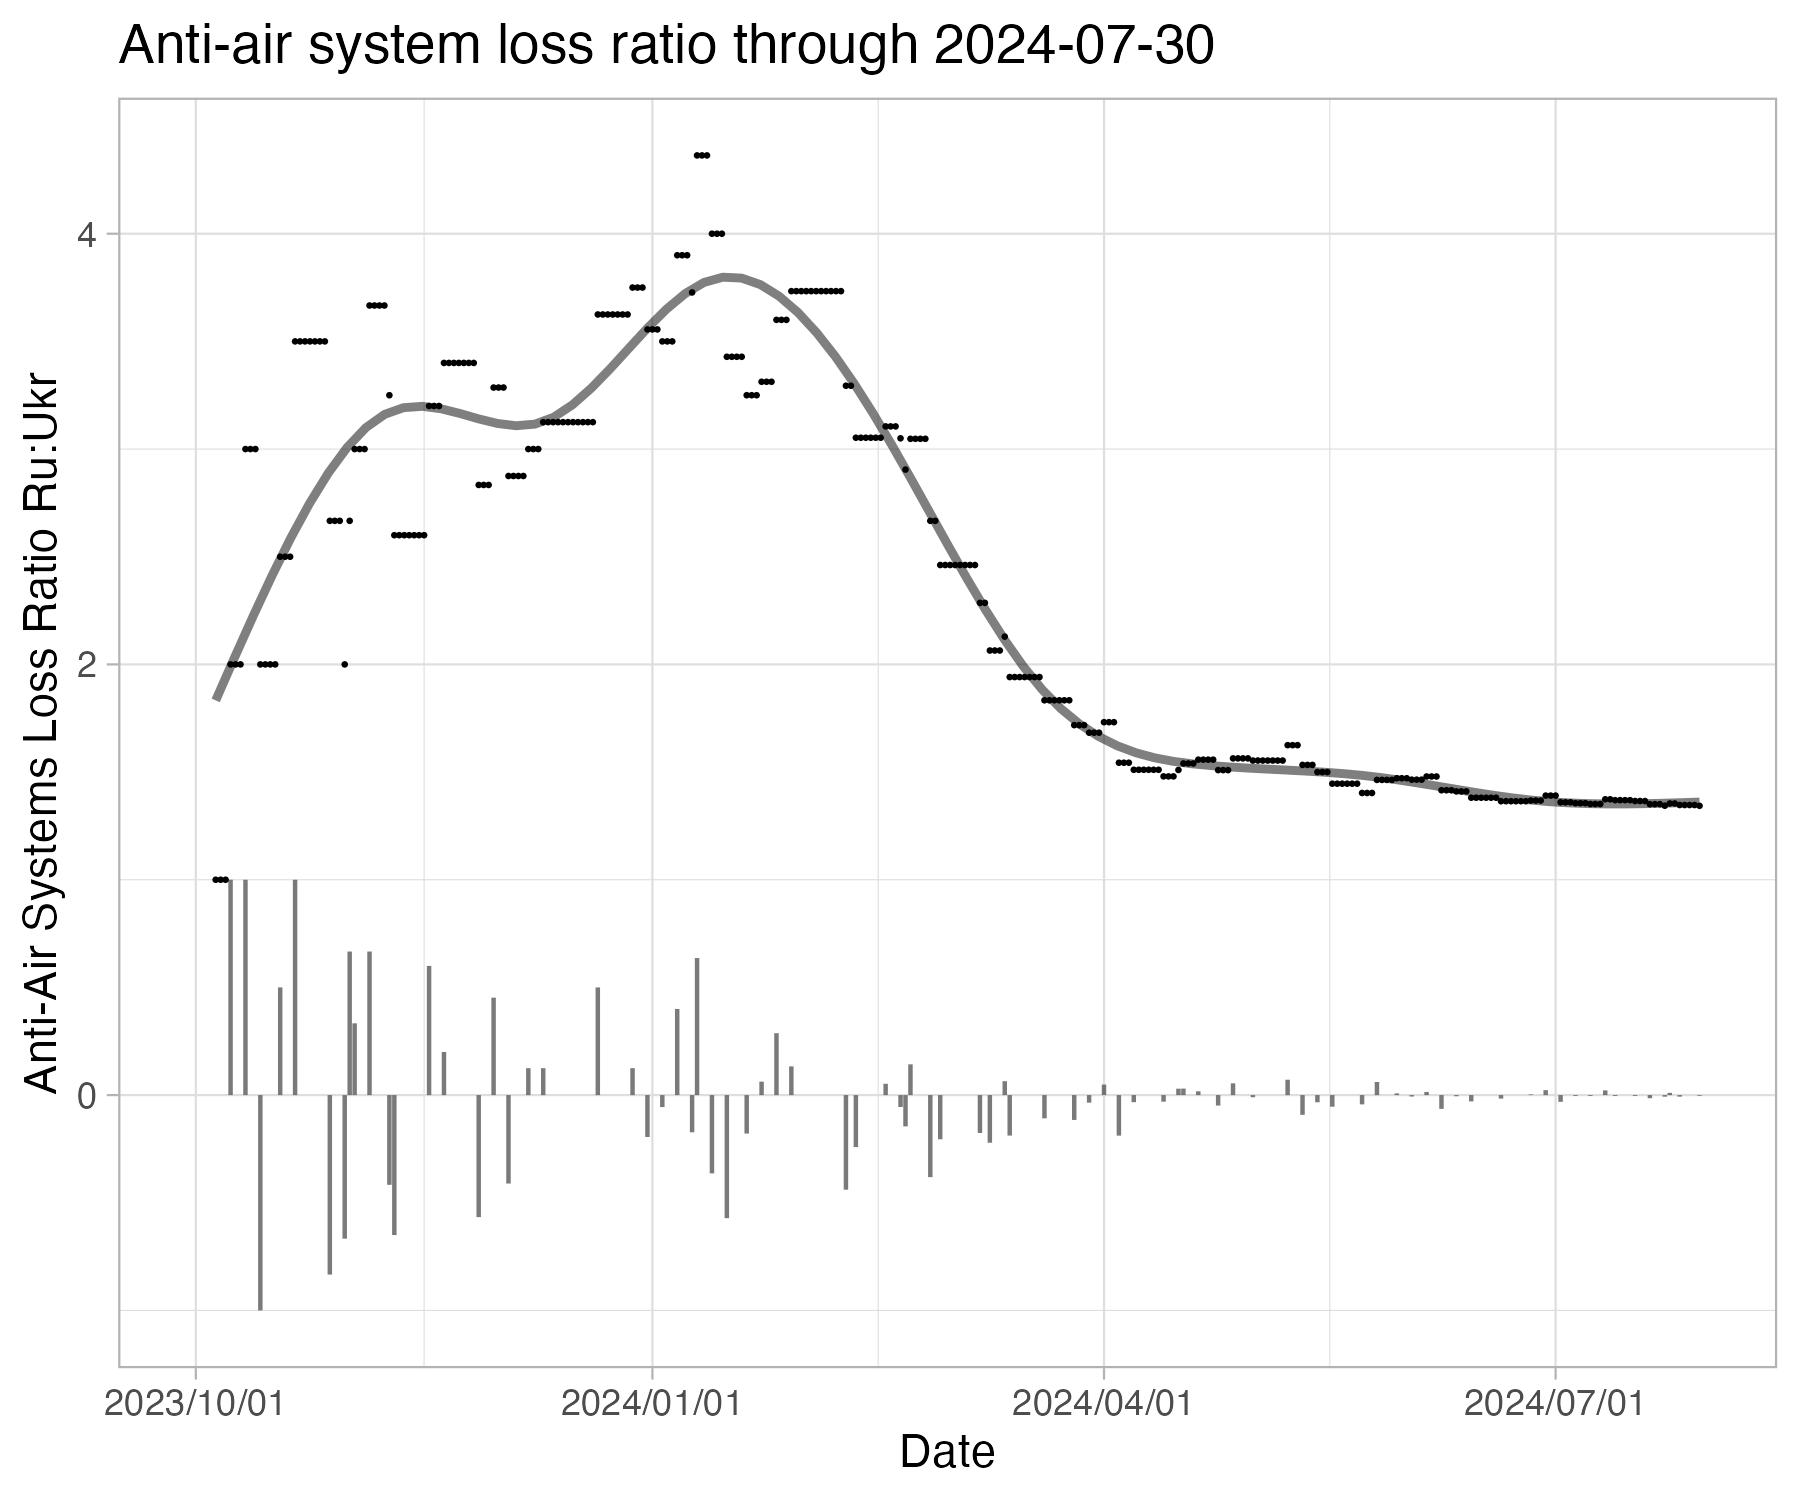 Anti-air system loss ratio through 2024-07-30
Anti-Air Systems Loss Ratio Ru:Ukr
4
2
0
2023/10/01
2024/01/01
2024/04/01
2024/07/01
Date